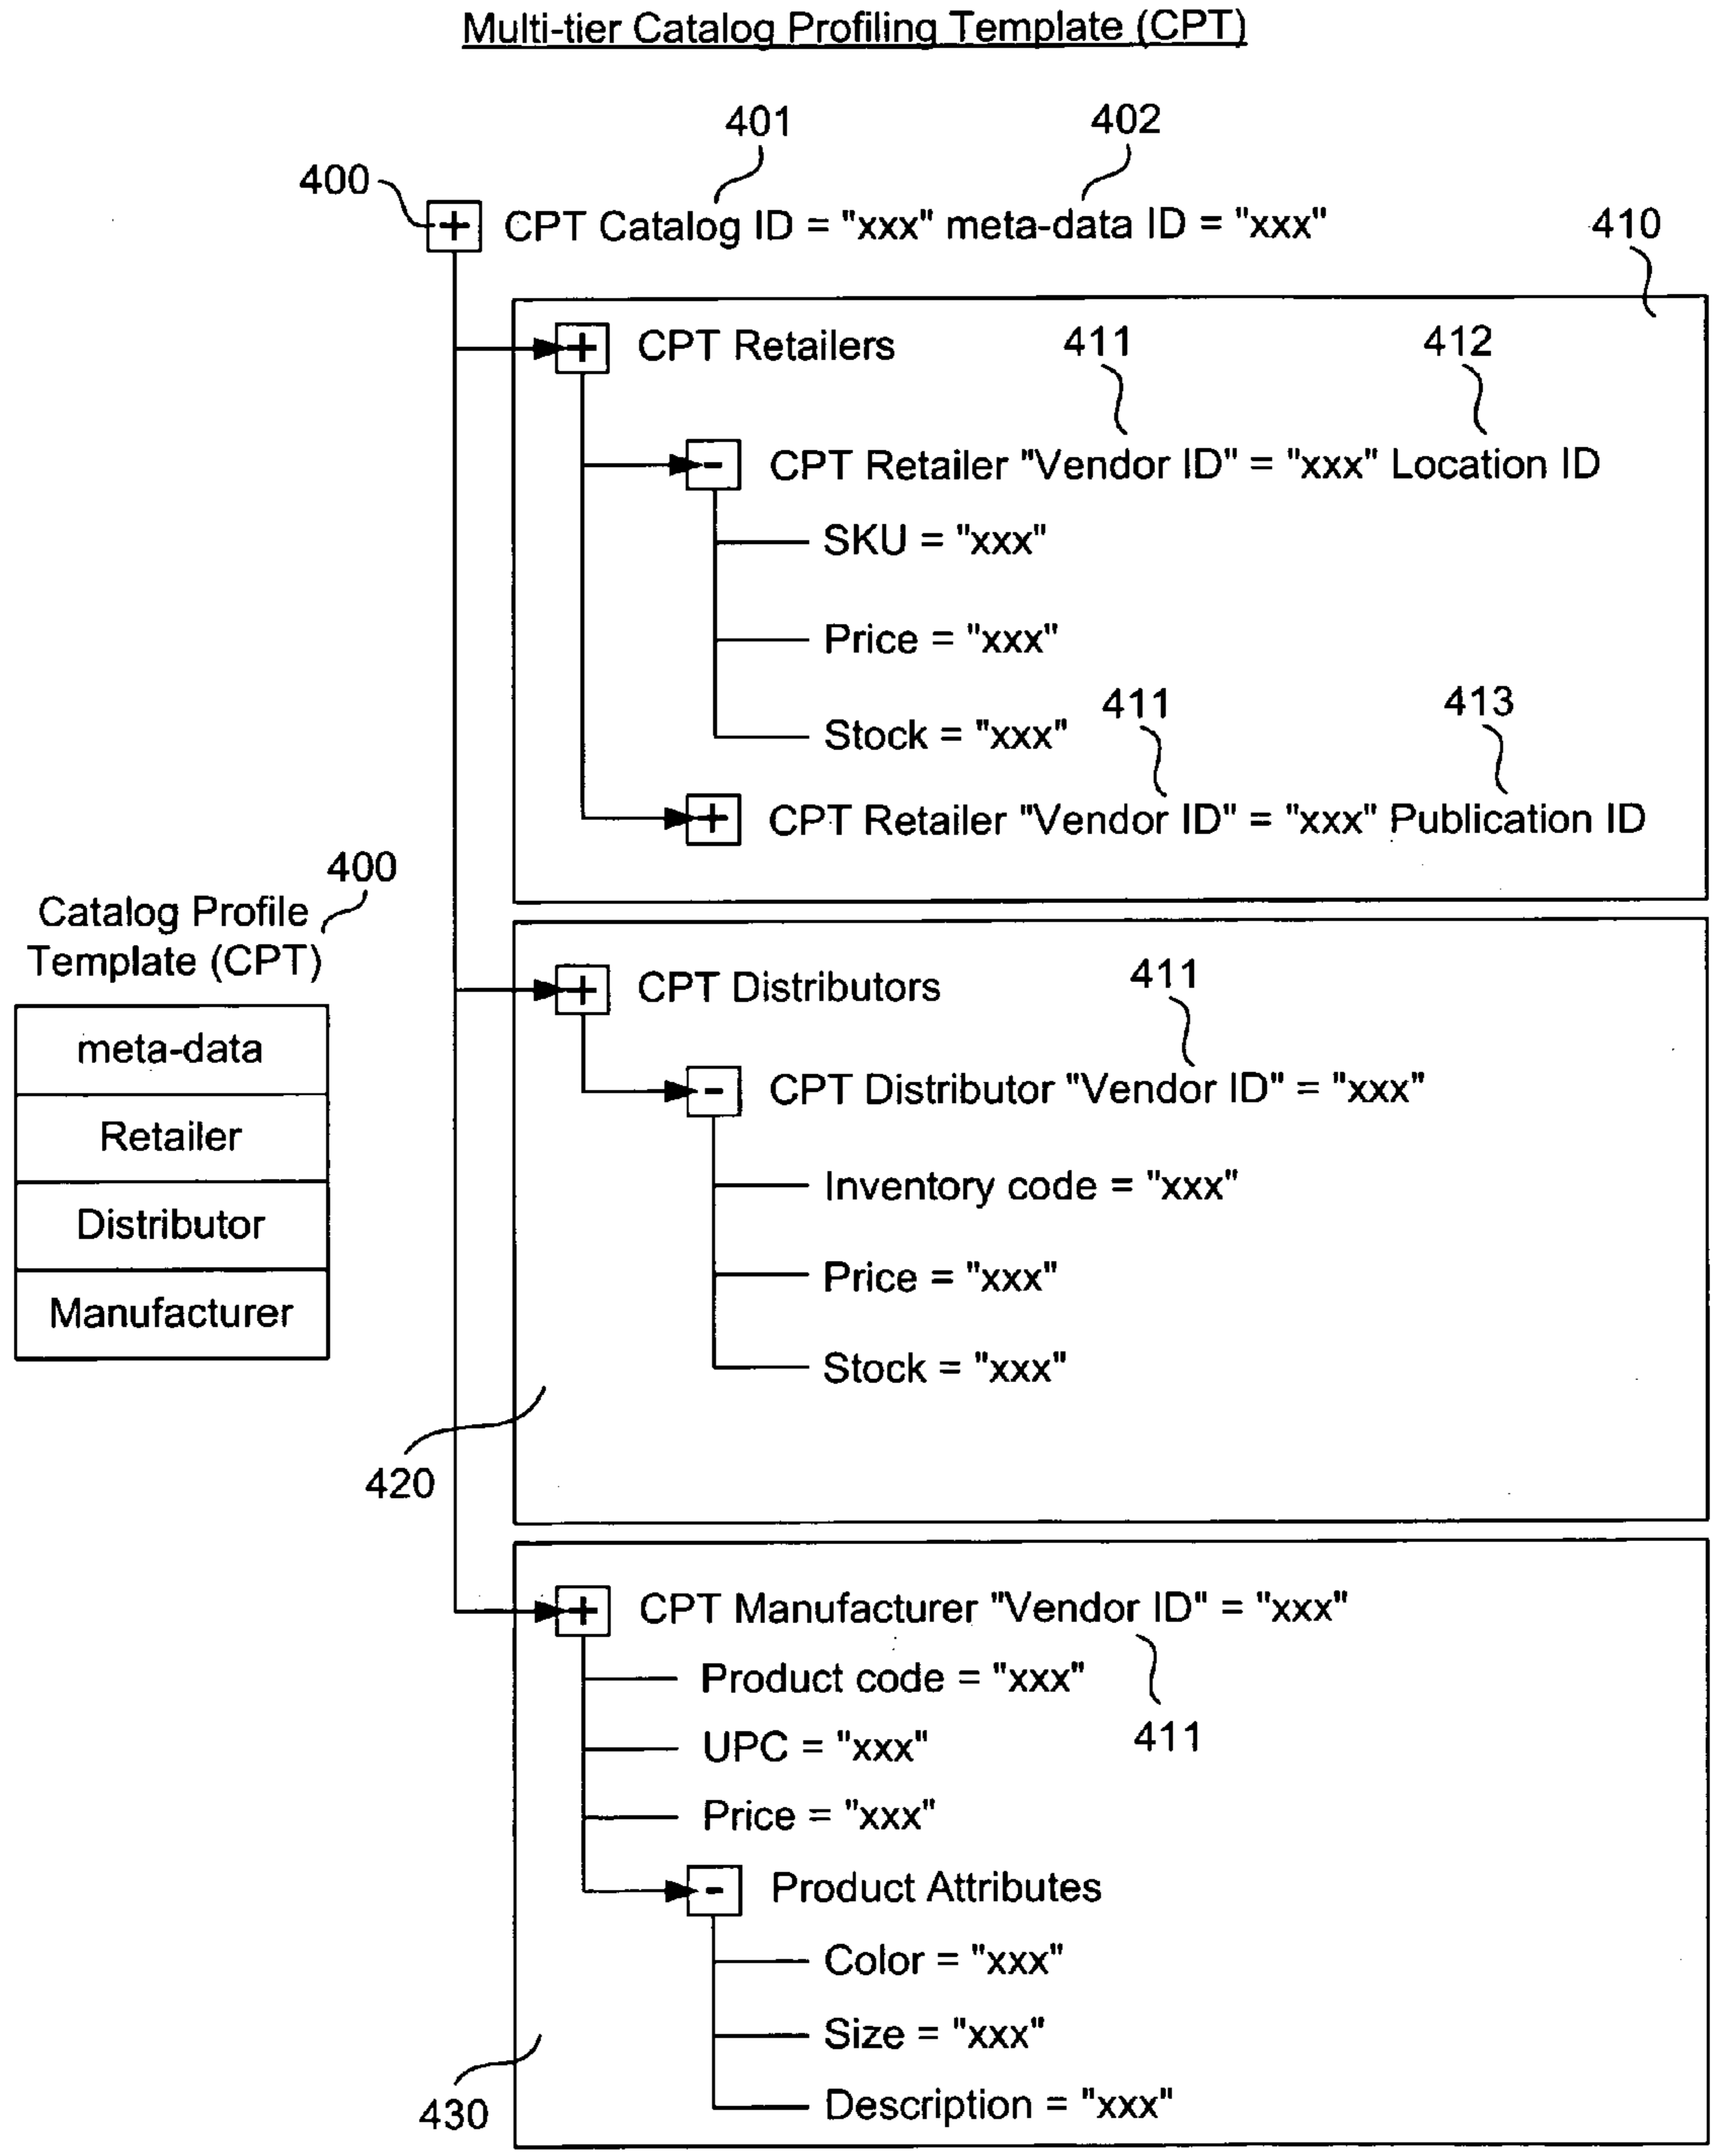 Multi-tier Catalog Profiling Template (CPT)
401
402
400
+ CPT Catalog ID = "xxx" meta-data ID = "xxx"
410
+ CPT Retailers
411
412
- CPT Retailer "Vendor ID" = "xxx" Location ID
SKU = "xxx"
Price = "xxx"
411
413
Stock = "xxx"
+ CPT Retailer "Vendor ID" = "xxx" Publication ID
400
Catalog Profile
Template (CPT)
meta-data
Retailer
Distributor
Manufacturer
+ CPT Distributors
411
- CPT Distributor "Vendor ID" = "xxx"
Inventory code = "xxx"
Price = "xxx"
Stock = "xxx"
420
+ CPT Manufacturer "Vendor ID" = "xxx"
Product code = "xxx"
411
UPC = "xxx"
Price = "xxx"
- Product Attributes
Color = "xxx"
Size = "xxx"
Description = "xxx"
430